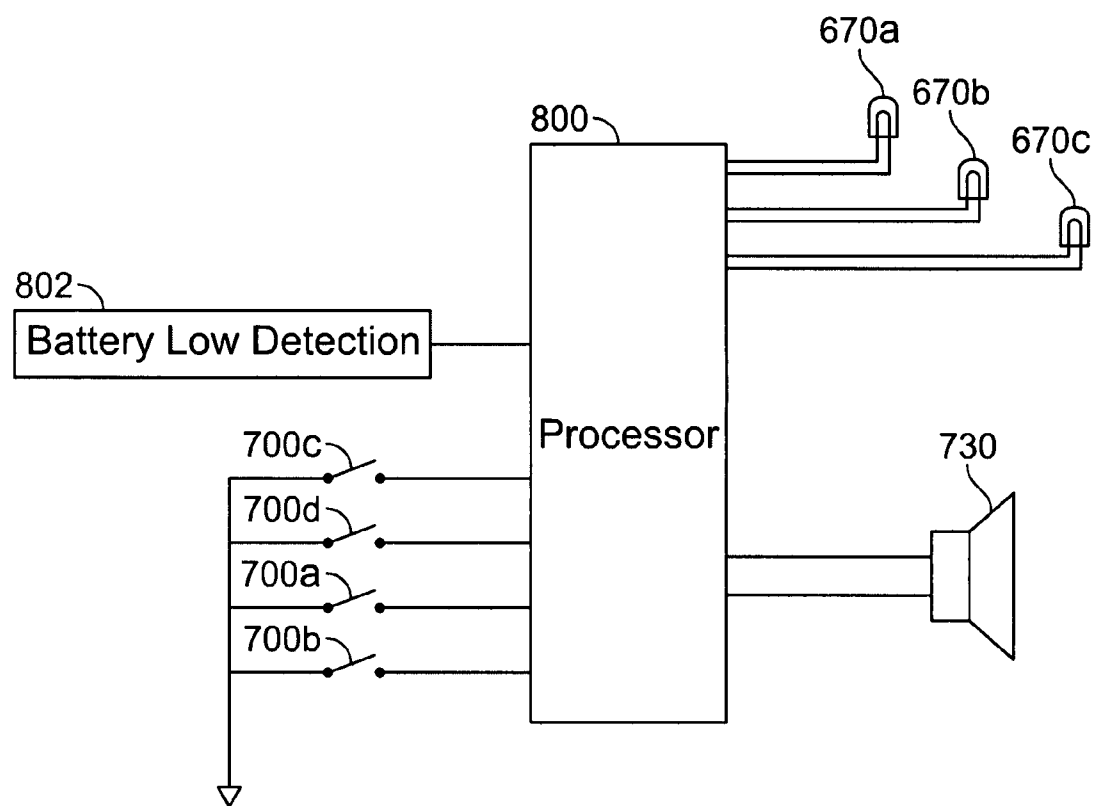 670a
670b
800
670c
802
Battery Low Detection
Processor
700c
730
700d
700a
700b